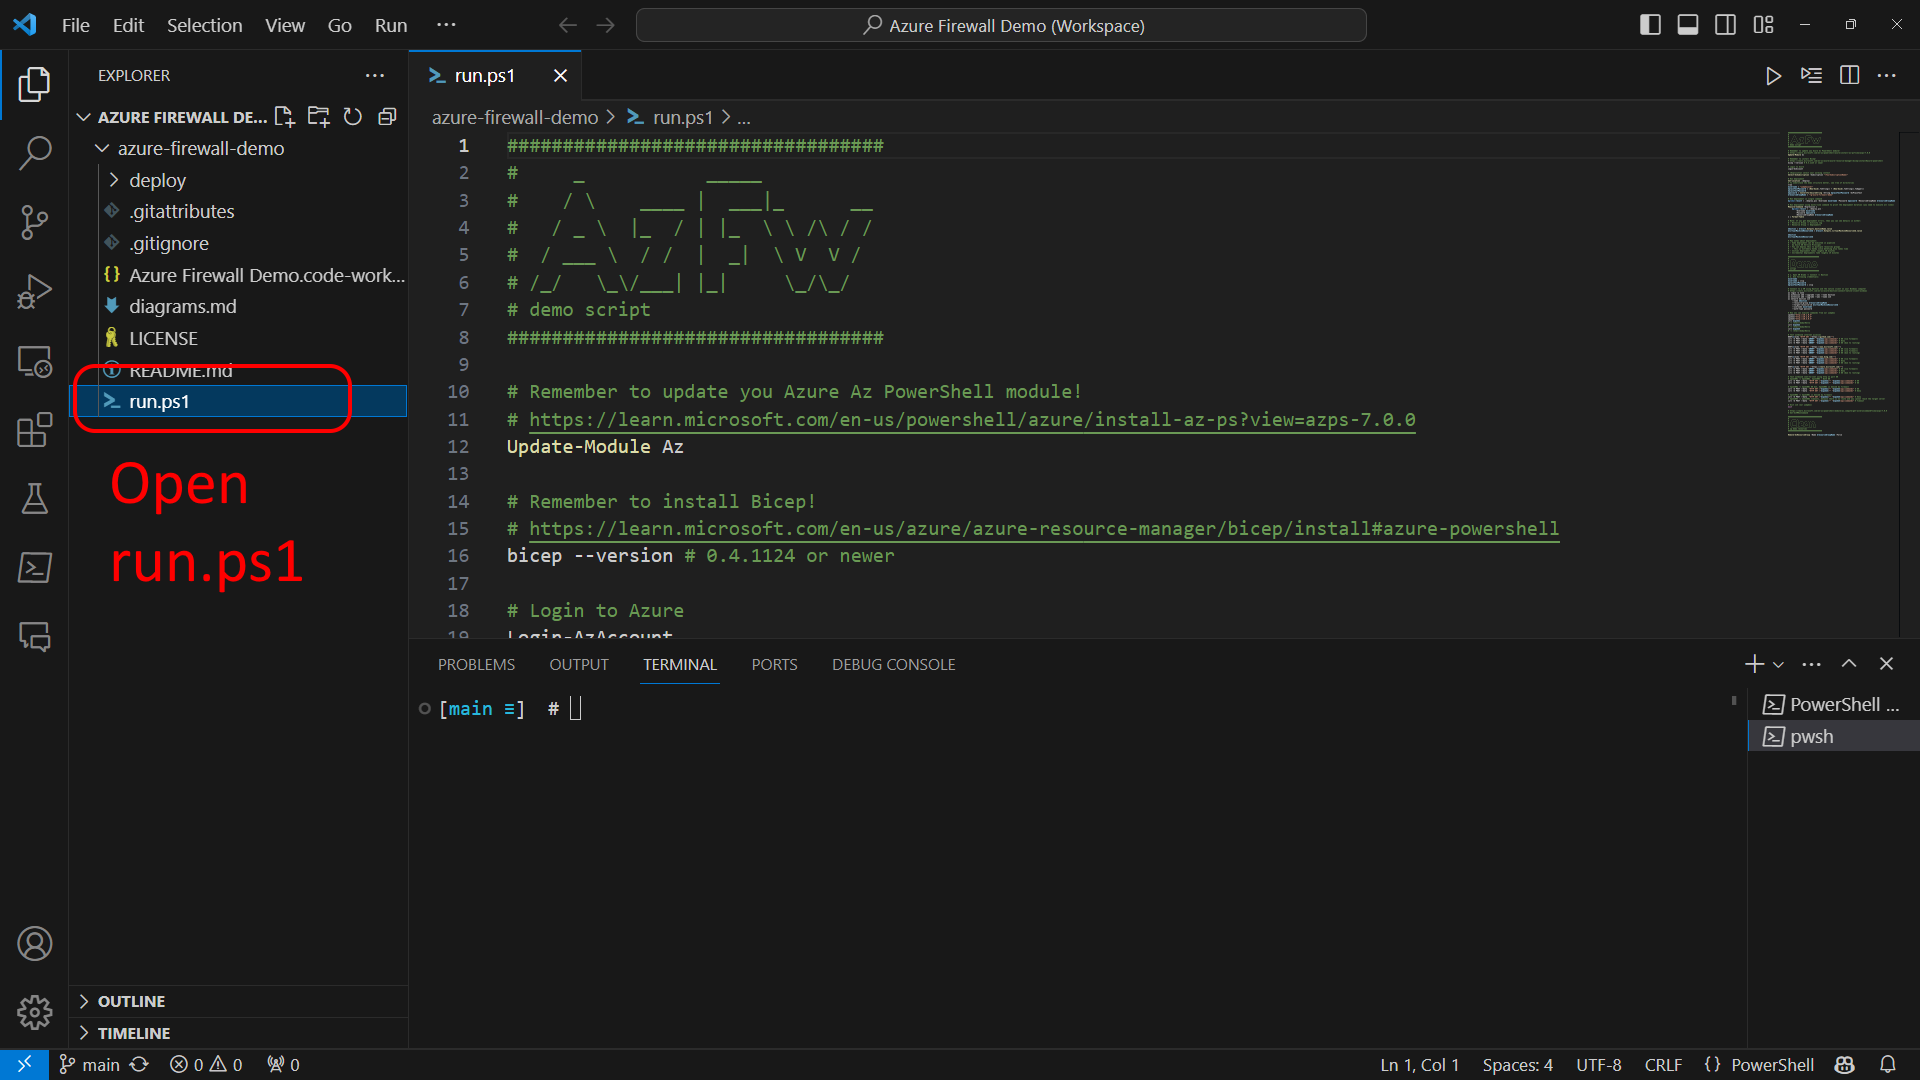 File Edit Selection View Go Run ···
Azure Firewall Demo (Workspace)
EXPLORER
AZURE FIREWALL DE...
azure-firewall-demo
deploy
.gitattributes
.gitignore
Azure Firewall Demo.code-work...
diagrams.md
LICENSE
README.md
run.ps1
Open
run.ps1
OUTLINE
TIMELINE
run.ps1
azure-firewall-demo > run.ps1 > ...
1 ##################################
2 #     _           _____
3 #    / \    ____ |  ___|_      __
4 #   / _ \  |_  / | |_  \ \ /\ / /
5 #  / ___ \  / /  |  _|  \ V  V /
6 # /_/   \_\/___| |_|     \_/\_/
7 # demo script
8 ##################################
9
10 # Remember to update you Azure Az PowerShell module!
11 # https://learn.microsoft.com/en-us/powershell/azure/install-az-ps?view=azps-7.0.0
12 Update-Module Az
13
14 # Remember to install Bicep!
15 # https://learn.microsoft.com/en-us/azure/azure-resource-manager/bicep/install#azure-powershell
16 bicep --version # 0.4.1124 or newer
17
18 # Login to Azure
19 Login-AzAccount
PROBLEMS OUTPUT TERMINAL PORTS DEBUG CONSOLE
[main ≡] #
PowerShell ...
pwsh
main 0 0 0 Ln 1, Col 1 Spaces: 4 UTF-8 CRLF {} PowerShell